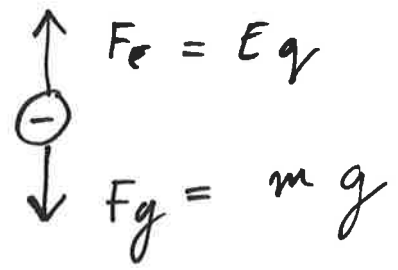 Fe = Eq
−
Fg = mg